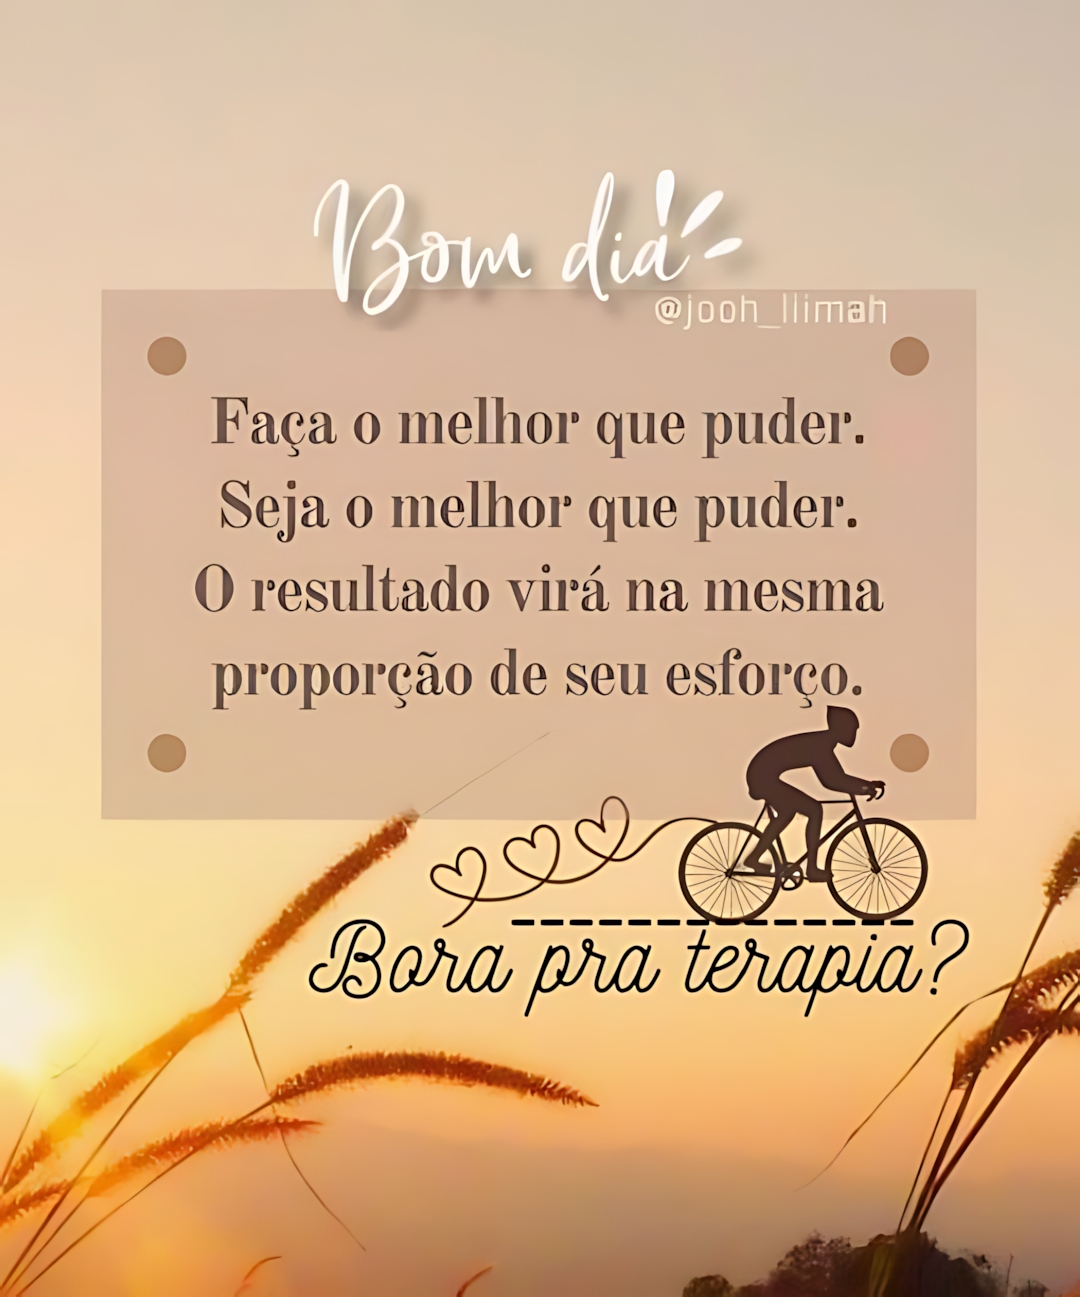 Bom dia
@jooh_llimah
Faça o melhor que puder.
Seja o melhor que puder.
O resultado virá na mesma
proporção de seu esforço.
Bora pra terapia?